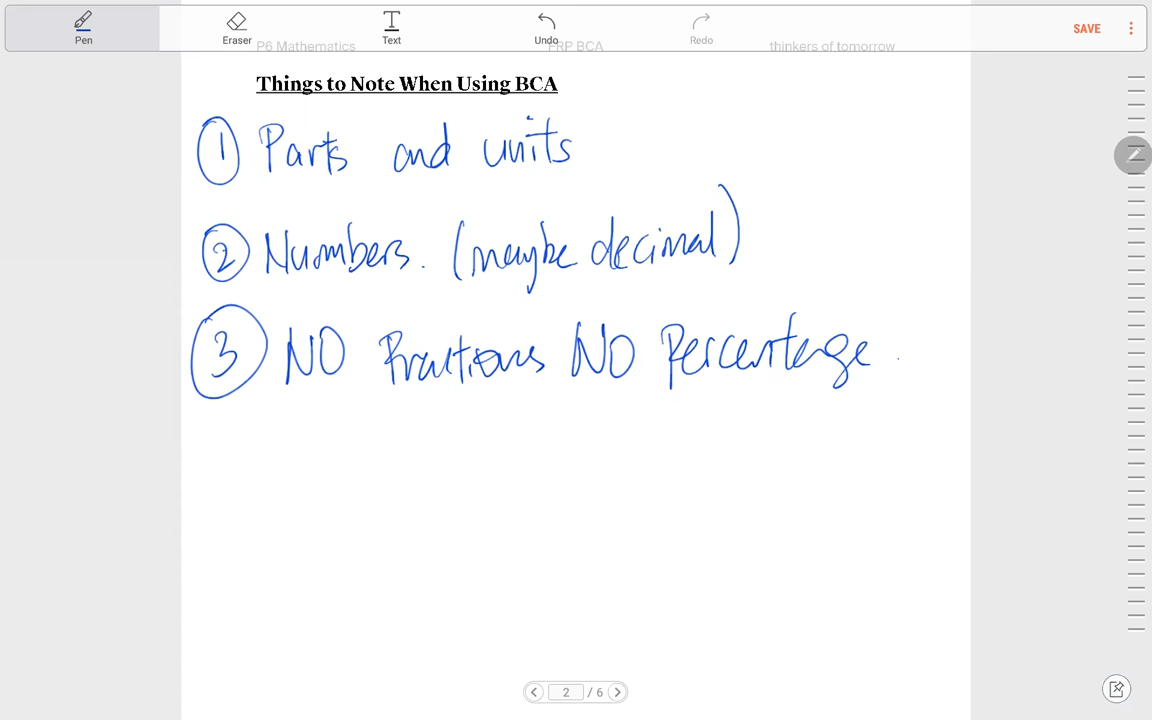 Pen
Eraser
Text
Undo
Redo
SAVE
P6 Mathematics
FRP BCA
thinkers of tomorrow
Things to Note When Using BCA
① Parts and units
② Numbers. (maybe decimal)
③ NO Fractions NO Percentage.
2 / 6